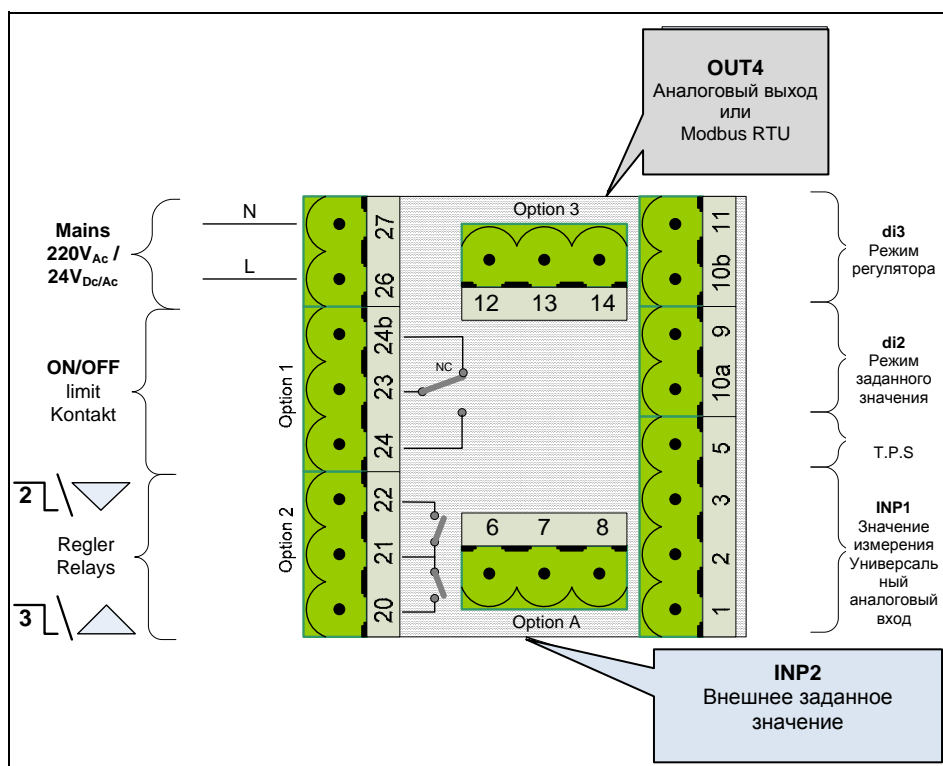 OUT4
Аналоговый выход
или
Modbus RTU
Mains
220VAc /
24VDc/Ac
N
L
27
26
Option 3
12 13 14
11
10b
di3
Режим
регулятора
ON/OFF
limit
Kontakt
Option 1
24b
23
24
NC
9
10a
di2
Режим
заданного
значения
5
T.P.S
2
3
Regler
Relays
Option 2
22
21
20
6 7 8
Option A
3
2
1
INP1
Значение
измерения
Универсаль
ный
аналоговый
вход
INP2
Внешнее заданное
значение